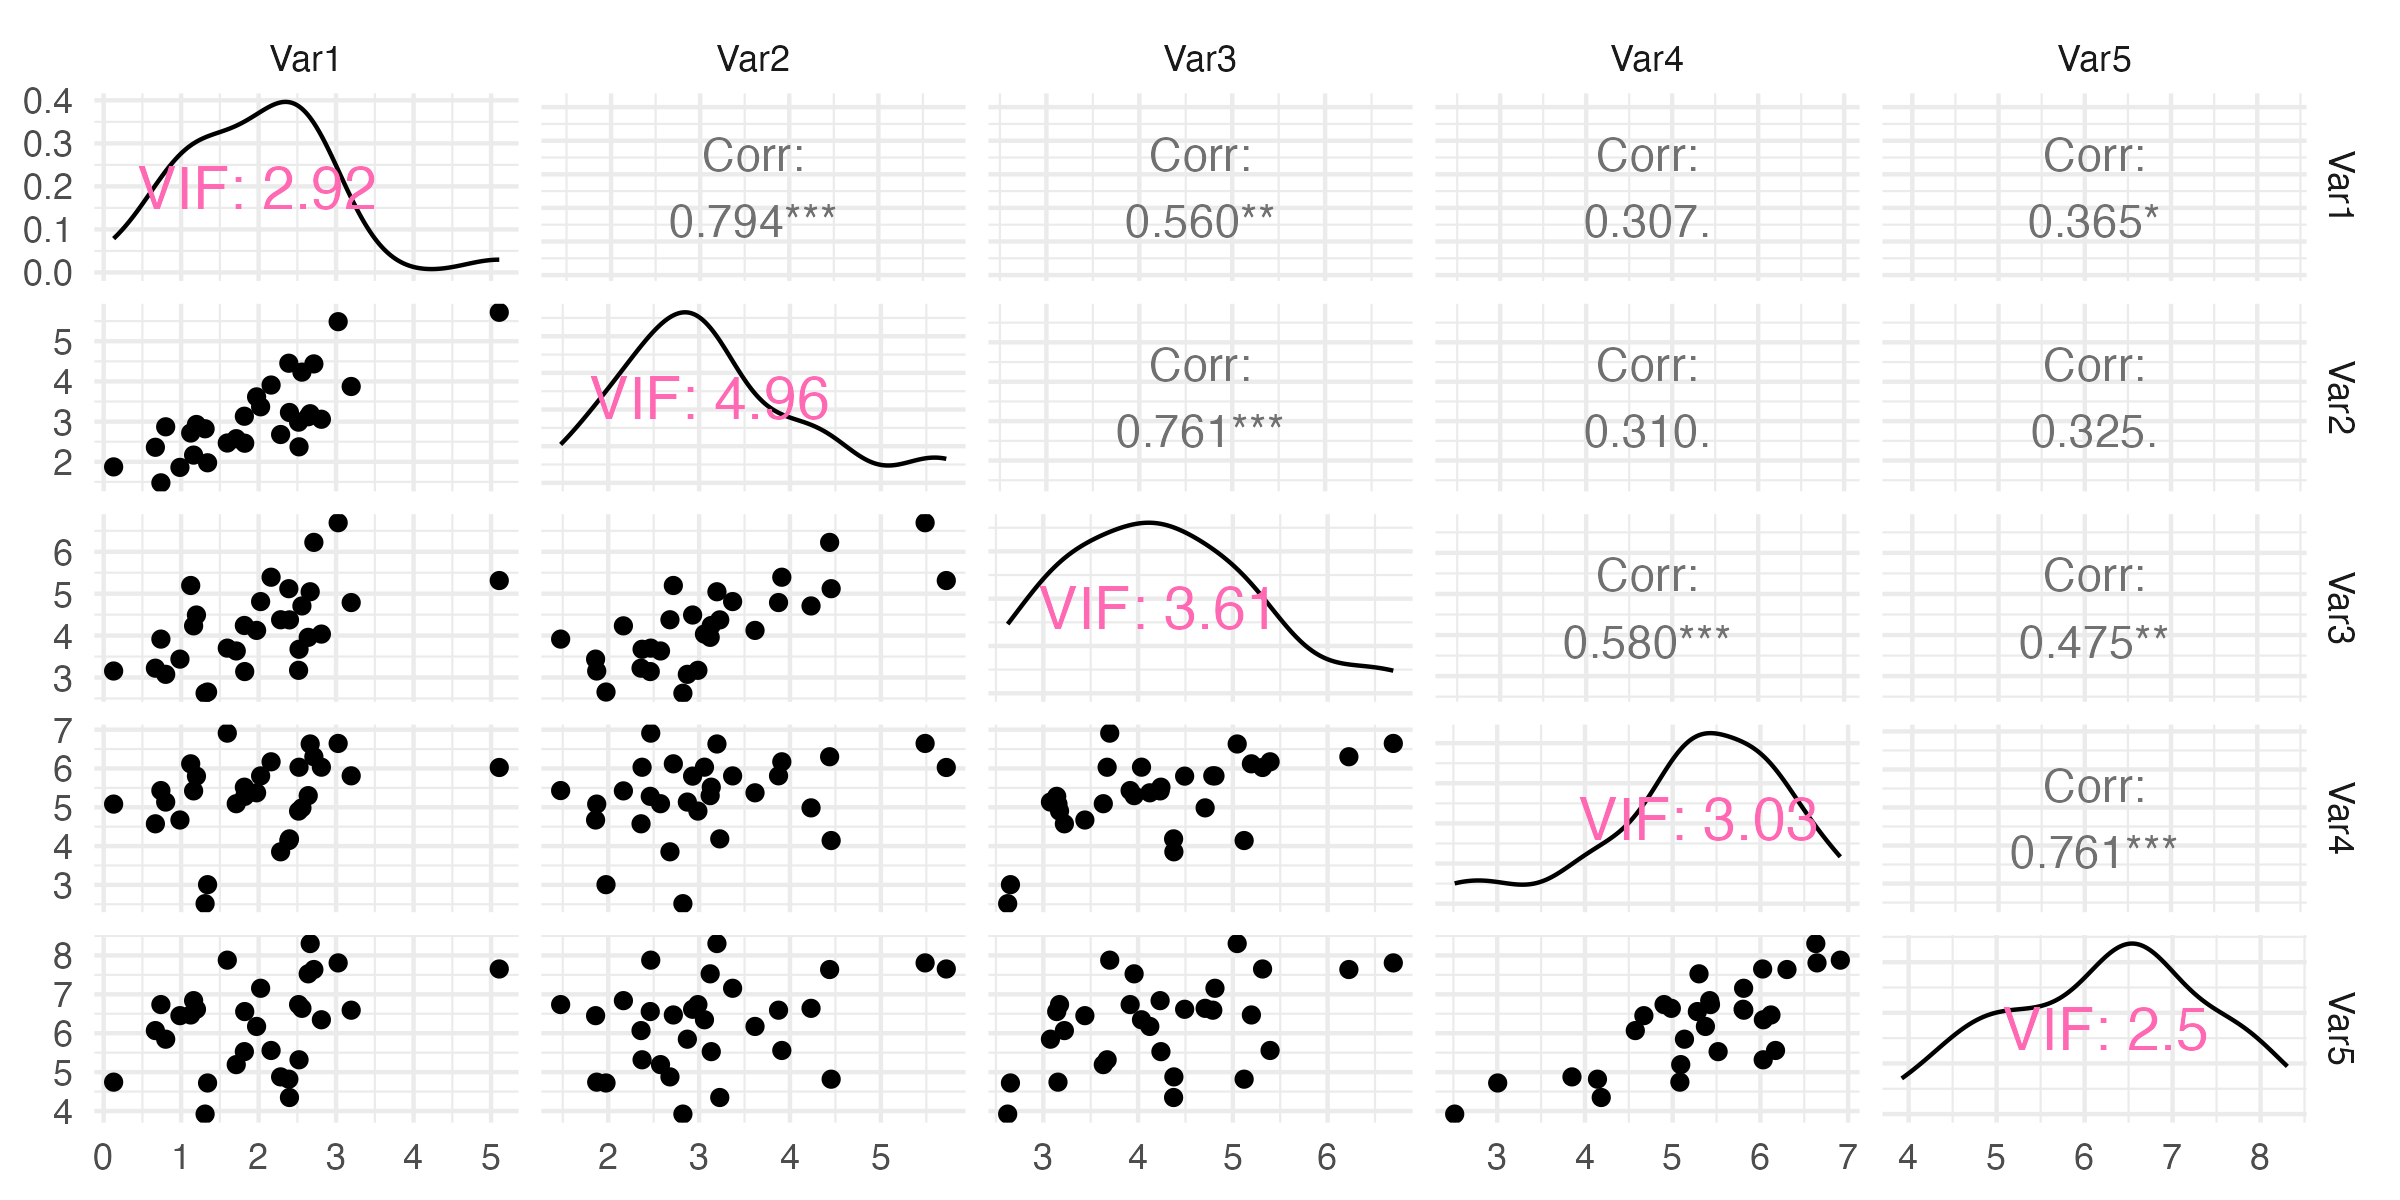 Var1 Var2 Var3 Var4 Var5
0.4
0.3
0.2
0.1
0.0
VIF: 2.92
Corr:
0.794***
Corr:
0.560**
Corr:
0.307.
Corr:
0.365*
Var1
5
4
3
2
VIF: 4.96
Corr:
0.761***
Corr:
0.310.
Corr:
0.325.
Var2
6
5
4
3
VIF: 3.61
Corr:
0.580***
Corr:
0.475**
Var3
7
6
5
4
3
VIF: 3.03
Corr:
0.761***
Var4
8
7
6
5
4
VIF: 2.5
Var5
0 1 2 3 4 5
2 3 4 5
3 4 5 6
3 4 5 6 7
4 5 6 7 8